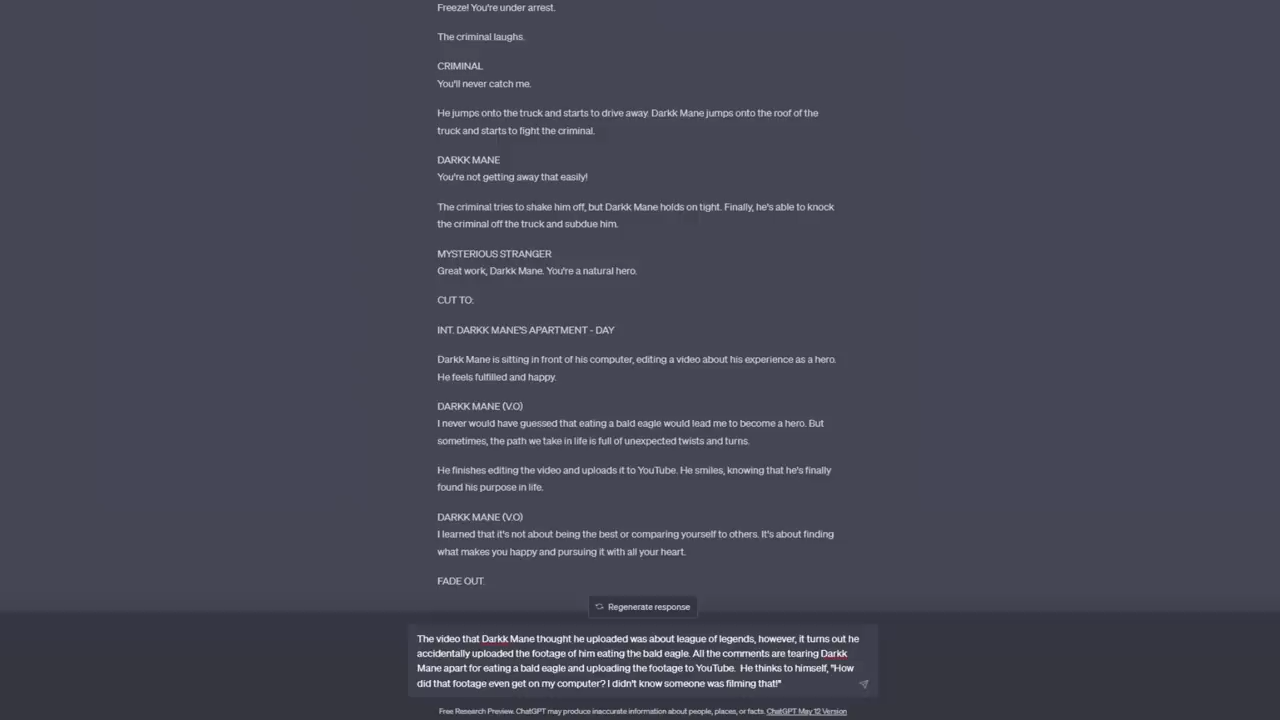 Freeze! You're under arrest.
The criminal laughs.
CRIMINAL
You'll never catch me.
He jumps onto the truck and starts to drive away. Darkk Mane jumps onto the roof of the
truck and starts to fight the criminal.
DARKK MANE
You're not getting away that easily!
The criminal tries to shake him off, but Darkk Mane holds on tight. Finally, he's able to knock
the criminal off the truck and subdue him.
MYSTERIOUS STRANGER
Great work, Darkk Mane. You're a natural hero.
CUT TO:
INT. DARKK MANE'S APARTMENT - DAY
Darkk Mane is sitting in front of his computer, editing a video about his experience as a hero.
He feels fulfilled and happy.
DARKK MANE (V.O)
I never would have guessed that eating a bald eagle would lead me to become a hero. But
sometimes, the path we take in life is full of unexpected twists and turns.
He finishes editing the video and uploads it to YouTube. He smiles, knowing that he's finally
found his purpose in life.
DARKK MANE (V.O)
I learned that it's not about being the best or comparing yourself to others. It's about finding
what makes you happy and pursuing it with all your heart.
FADE OUT.
Regenerate response
The video that Darkk Mane thought he uploaded was about league of legends, however, it turns out he
accidentally uploaded the footage of him eating the bald eagle. All the comments are tearing Darkk
Mane apart for eating a bald eagle and uploading the footage to YouTube.  He thinks to himself, "How
did that footage even get on my computer? I didn't know someone was filming that!"
Free Research Preview. ChatGPT may produce inaccurate information about people, places, or facts. ChatGPT May 12 Version